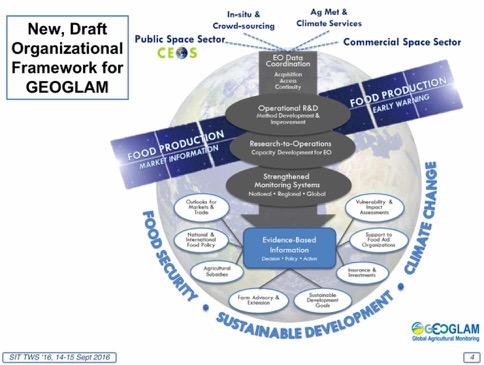 New, Draft
Organizational
Framework for
GEOGLAM
In-situ &
Crowd-sourcing
Ag Met &
Climate Services
Public Space Sector
CEOS
Commercial Space Sector
EO Data
Coordination
Acquisition
Access
Continuity
Operational R&D
Method Development &
Improvement
FOOD PRODUCTION
EARLY WARNING
FOOD PRODUCTION
MARKET INFORMATION
Research-to-Operations
Capacity Development for EO
Strengthened
Monitoring Systems
National • Regional • Global
Outlooks for
Markets &
Trade
Vulnerability &
Impact
Assessments
National &
International
Food Policy
Evidence-Based
Information
Decision • Policy • Action
Support to
Food Aid
Organizations
Agricultural
Subsidies
Insurance &
Investments
Farm Advisory &
Extension
Sustainable
Development
Goals
FOOD SECURITY • SUSTAINABLE DEVELOPMENT • CLIMATE CHANGE
GEOGLAM
Global Agricultural Monitoring
SIT TWS '16, 14-15 Sept 2016
4